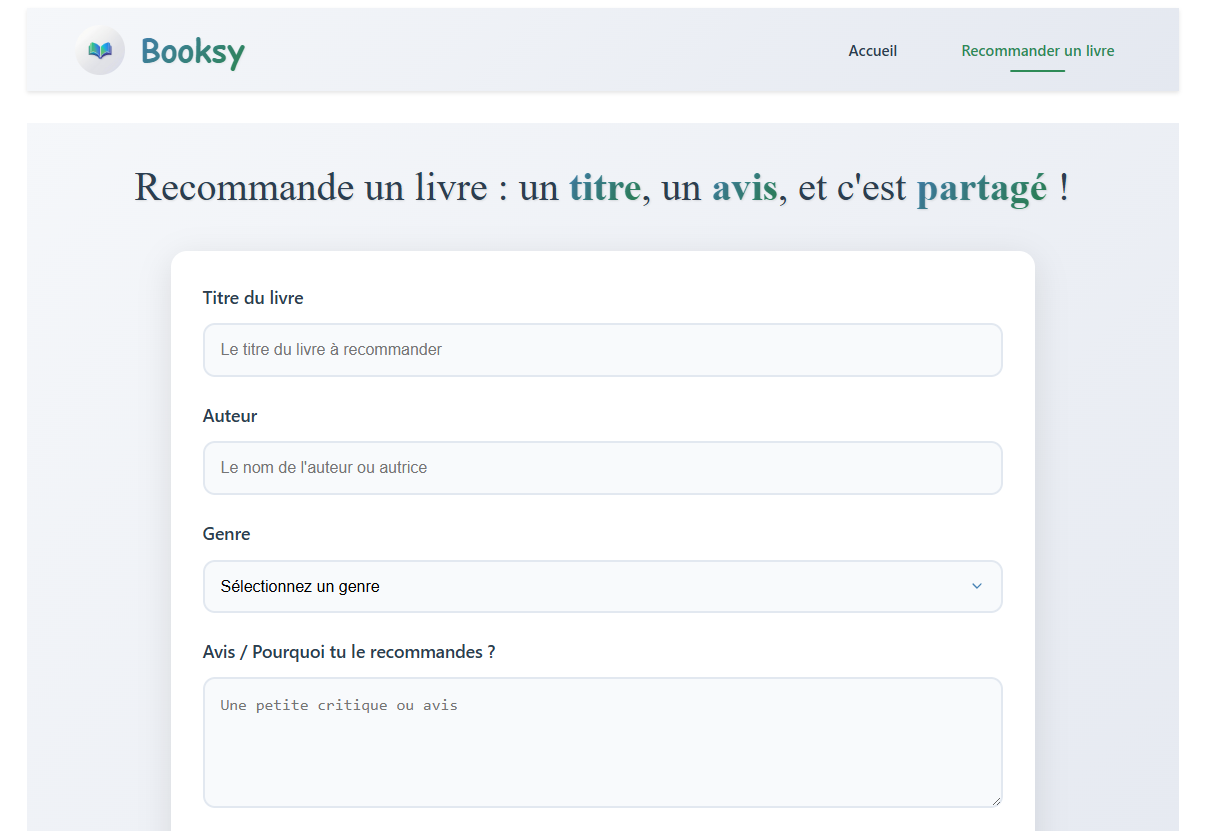 Booksy
Accueil
Recommander un livre
Recommande un livre : un titre, un avis, et c'est partagé !
Titre du livre
Le titre du livre à recommander
Auteur
Le nom de l'auteur ou autrice
Genre
Sélectionnez un genre
Avis / Pourquoi tu le recommandes ?
Une petite critique ou avis